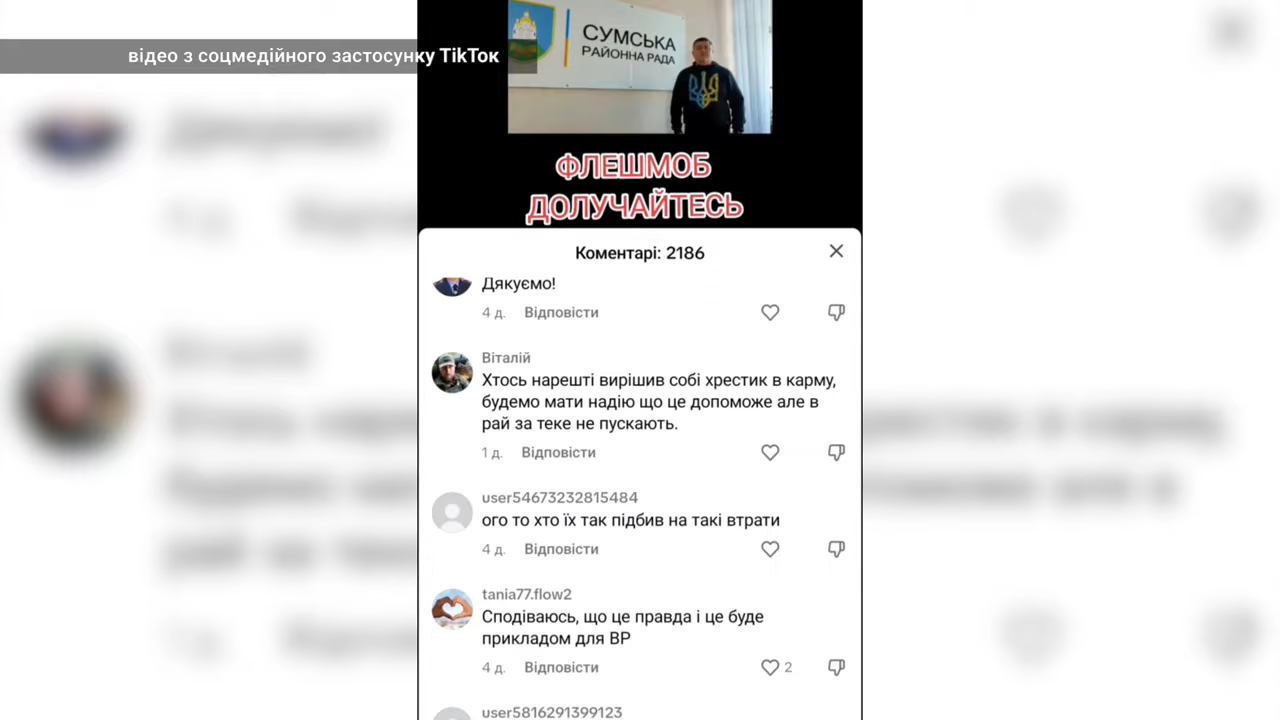 відео з соцмедійного застосунку TikTok
СУМСЬКА
РАЙОННА РАДА
ФЛЕШМОБ
ДОЛУЧАЙТЕСЬ
Коментарі: 2186
Дякуємо!
4 д. Відповісти
Віталій
Хтось нарешті вирішив собі хрестик в карму,
будемо мати надію що це допоможе але в
рай за теке не пускають.
1 д. Відповісти
user54673232815484
ого то хто їх так підбив на такі втрати
4 д. Відповісти
tania77.flow2
Сподіваюсь, що це правда і це буде
прикладом для ВР
4 д. Відповісти 2
user5816291399123